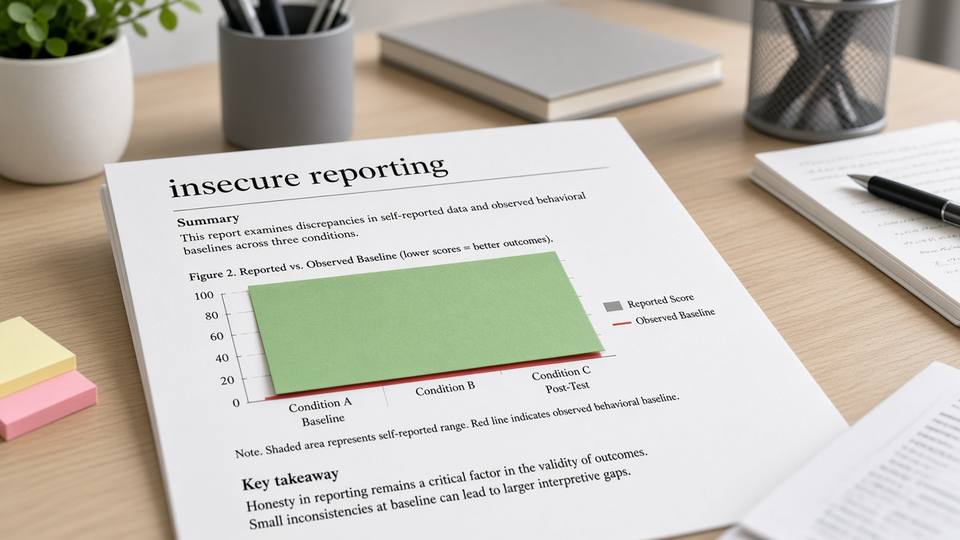 insecure reporting
Summary
This report examines discrepancies in self-reported data and observed behavioral
baselines across three conditions.
Figure 2. Reported vs. Observed Baseline (lower scores = better outcomes).
100
80
60
40
20
0
Reported Score
Observed Baseline
Condition A
Baseline
Condition B
Condition C
Post-Test
Note. Shaded area represents self-reported range. Red line indicates observed behavioral baseline.
Key takeaway
Honesty in reporting remains a critical factor in the validity of outcomes.
Small inconsistencies at baseline can lead to larger interpretive gaps.